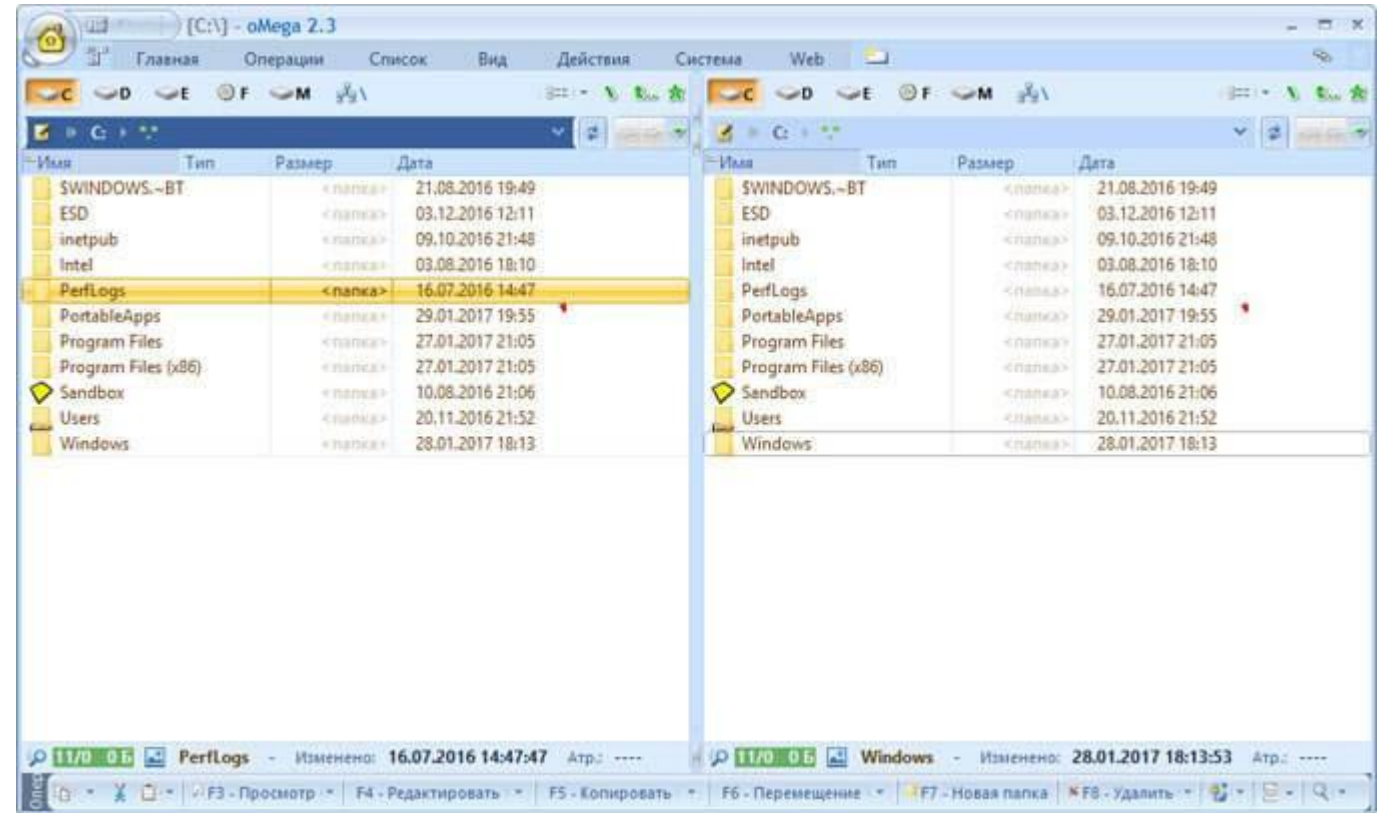 [C:\] - oMega 2.3
Главная Операции Список Вид Действия Система Web
C D E F M \ C D E F M \
C: C:
Имя Тип Размер Дата Имя Тип Размер Дата
$WINDOWS.~BT <папка> 21.08.2016 19:49 $WINDOWS.~BT <папка> 21.08.2016 19:49
ESD <папка> 03.12.2016 12:11 ESD <папка> 03.12.2016 12:11
inetpub <папка> 09.10.2016 21:48 inetpub <папка> 09.10.2016 21:48
Intel <папка> 03.08.2016 18:10 Intel <папка> 03.08.2016 18:10
PerfLogs <папка> 16.07.2016 14:47 PerfLogs <папка> 16.07.2016 14:47
PortableApps <папка> 29.01.2017 19:55 PortableApps <папка> 29.01.2017 19:55
Program Files <папка> 27.01.2017 21:05 Program Files <папка> 27.01.2017 21:05
Program Files (x86) <папка> 27.01.2017 21:05 Program Files (x86) <папка> 27.01.2017 21:05
Sandbox <папка> 10.08.2016 21:06 Sandbox <папка> 10.08.2016 21:06
Users <папка> 20.11.2016 21:52 Users <папка> 20.11.2016 21:52
Windows <папка> 28.01.2017 18:13 Windows <папка> 28.01.2017 18:13
11/0 0 Б PerfLogs - Изменено: 16.07.2016 14:47:47 Атр.: ---- 11/0 0 Б Windows - Изменено: 28.01.2017 18:13:53 Атр.: ----
F3 - Просмотр F4 - Редактировать F5 - Копировать F6 - Перемещение F7 - Новая папка F8 - Удалить